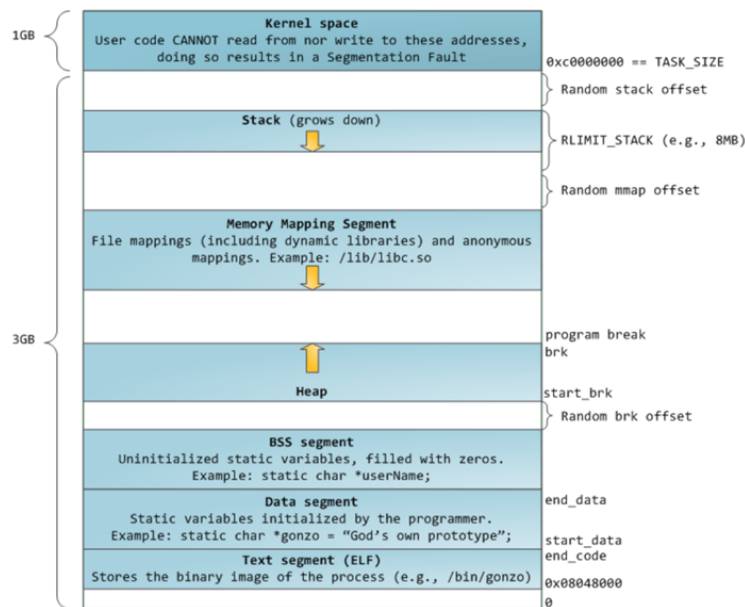 1GB
Kernel space
User code CANNOT read from nor write to these addresses,
doing so results in a Segmentation Fault
0xc0000000 == TASK_SIZE
Random stack offset
Stack (grows down)
RLIMIT_STACK (e.g., 8MB)
Random mmap offset
Memory Mapping Segment
File mappings (including dynamic libraries) and anonymous
mappings. Example: /lib/libc.so
3GB
program break
brk
Heap
start_brk
Random brk offset
BSS segment
Uninitialized static variables, filled with zeros.
Example: static char *userName;
Data segment
end_data
Static variables initialized by the programmer.
Example: static char *gonzo = “God's own prototype”;
start_data
end_code
Text segment (ELF)
Stores the binary image of the process (e.g., /bin/gonzo)
0x08048000
0